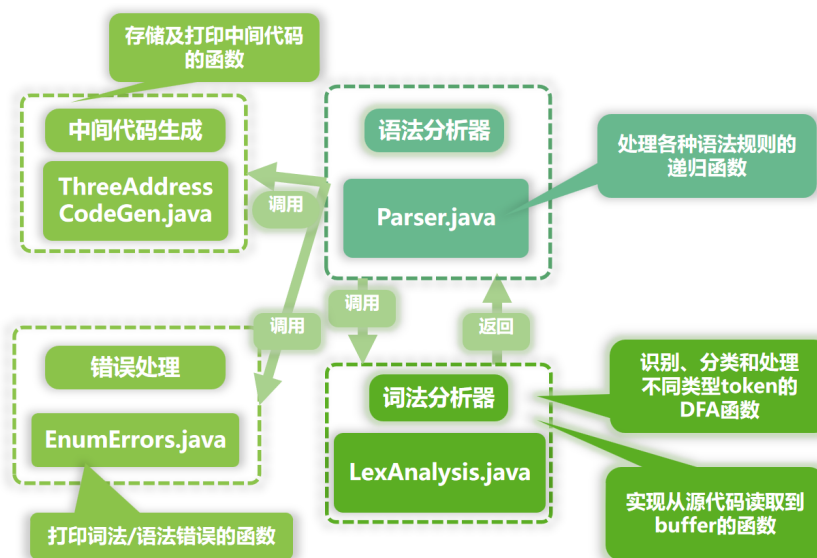 存储及打印中间代码
的函数
中间代码生成
ThreeAddress
CodeGen.java
调用
语法分析器
Parser.java
处理各种语法规则的
递归函数
调用
调用
返回
错误处理
EnumErrors.java
打印词法/语法错误的函数
词法分析器
LexAnalysis.java
识别、分类和处理
不同类型token的
DFA函数
实现从源代码读取到
buffer的函数